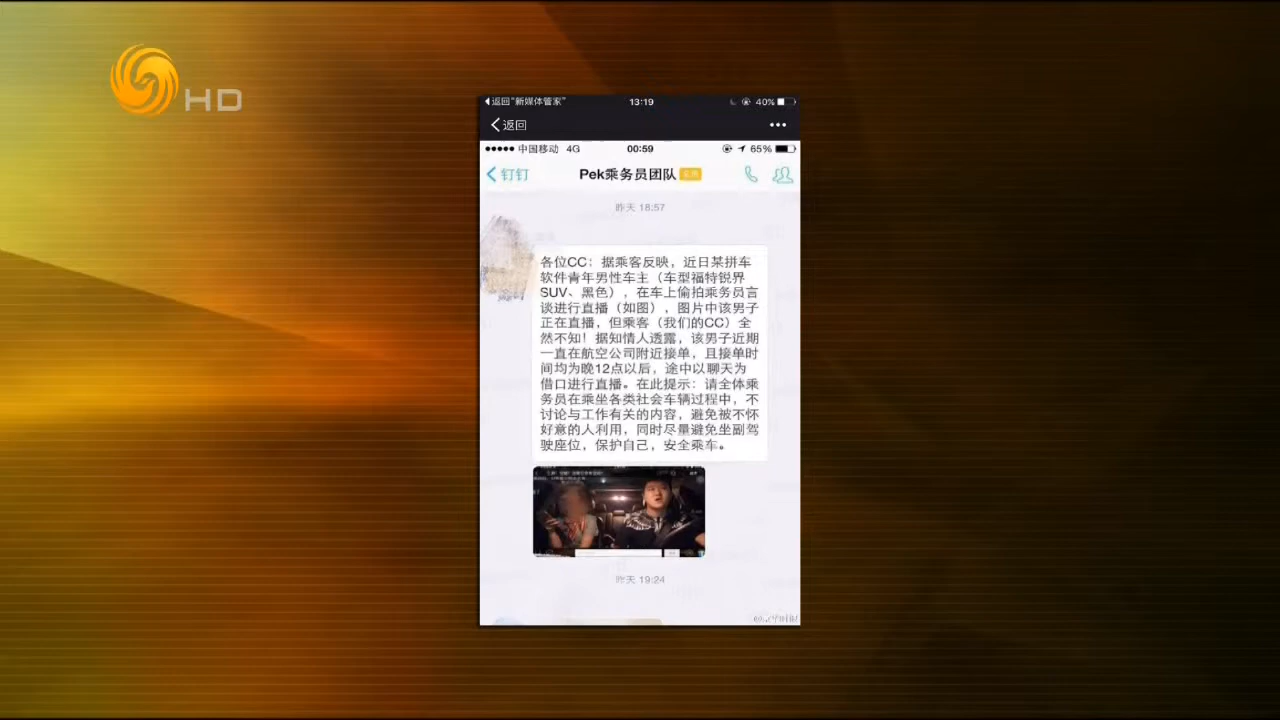 HD
返回"新媒体管家"
13:19
40%
返回
中国移动 4G
00:59
65%
钉钉
Pek乘务员团队
昨天 18:57
各位CC：据乘客反映，近日某拼车
软件青年男性车主（车型福特锐界
SUV、黑色），在车上偷拍乘务员言
谈进行直播（如图），图片中该男子
正在直播，但乘客（我们的CC）全
然不知！据知情人透露，该男子近期
一直在航空公司附近接单，且接单时
间均为晚12点以后，途中以聊天为
借口进行直播。在此提示：请全体乘
务员在乘坐各类社会车辆过程中，不
讨论与工作有关的内容，避免被不怀
好意的人利用，同时尽量避免坐副驾
驶座位，保护自己，安全乘车。
昨天 19:24